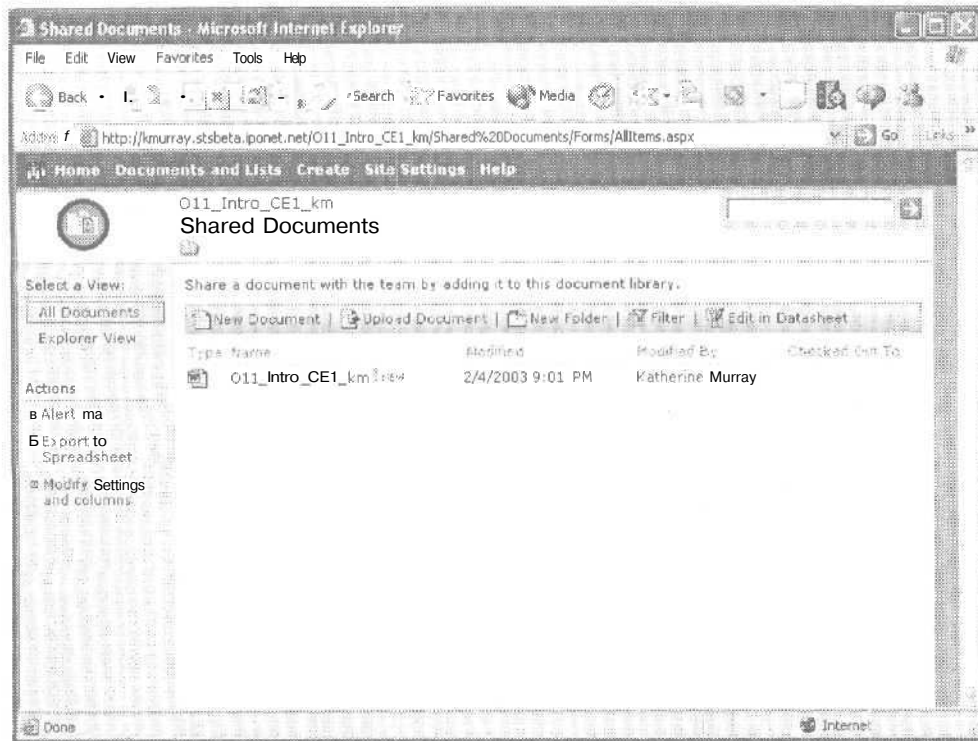 Shared Documents - Microsoft Internet Explorer
File Edit View Favorites Tools Help
Back Search Favorites Media
Address http://kmurray.stsbeta.iponet.net/O11_Intro_CE1_km/Shared%20Documents/Forms/AllItems.aspx Go Links »
Home Documents and Lists Create Site Settings Help
O11_Intro_CE1_km
Shared Documents
Select a View:
All Documents
Explorer View
Actions
в Alert ma
Б Export to
Spreadsheet
Modify Settings
and columns
Share a document with the team by adding it to this document library.
New Document | Upload Document | New Folder | Filter | Edit in Datasheet
Type Name Modified Modified By Checked Out To
O11_Intro_CE1_km new 2/4/2003 9:01 PM Katherine Murray
Done Internet